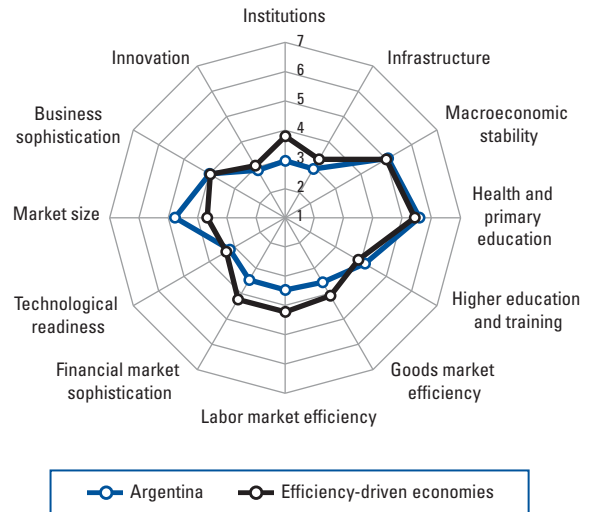 Institutions
Infrastructure
Macroeconomic
stability
Health and
primary
education
Higher education
and training
Goods market
efficiency
Labor market efficiency
Financial market
sophistication
Technological
readiness
Market size
Business
sophistication
Innovation
7
6
5
4
3
2
1
Argentina
Efficiency-driven economies